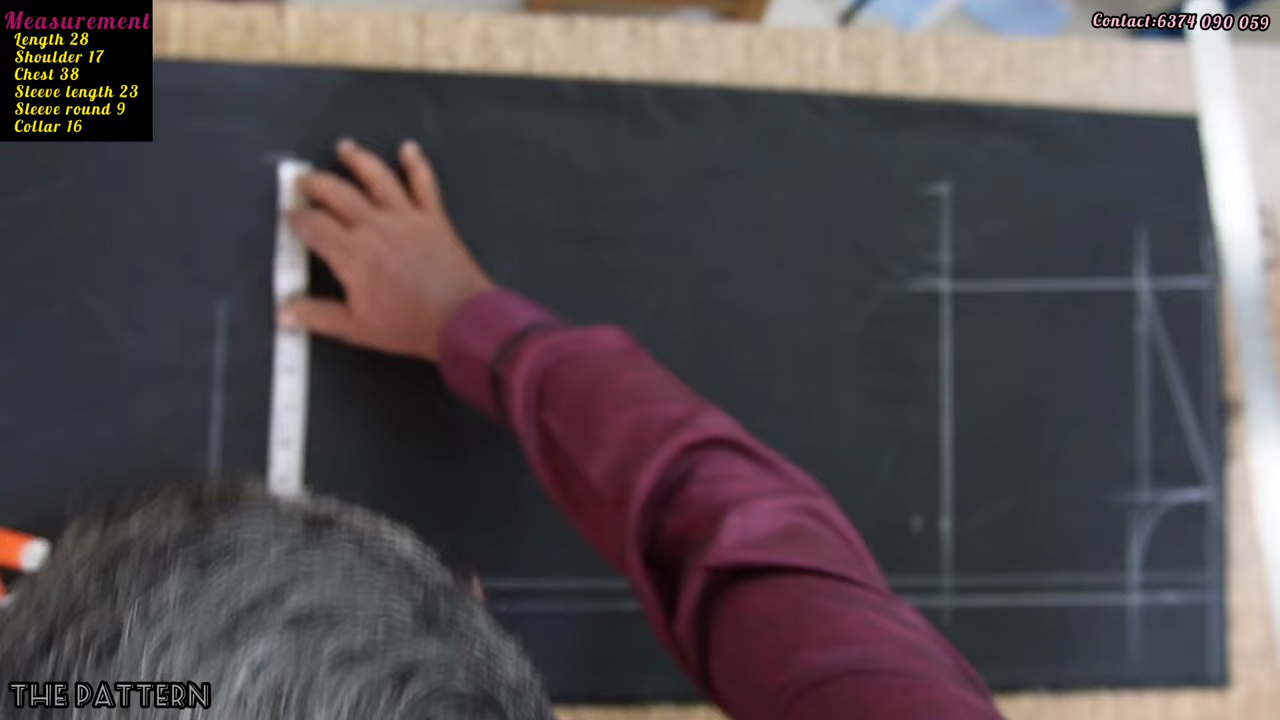 Measurement
Length 28
Shoulder 17
Chest 38
Sleeve length 23
Sleeve round 9
Collar 16
Contact:6374 090 059
THE PATTERN